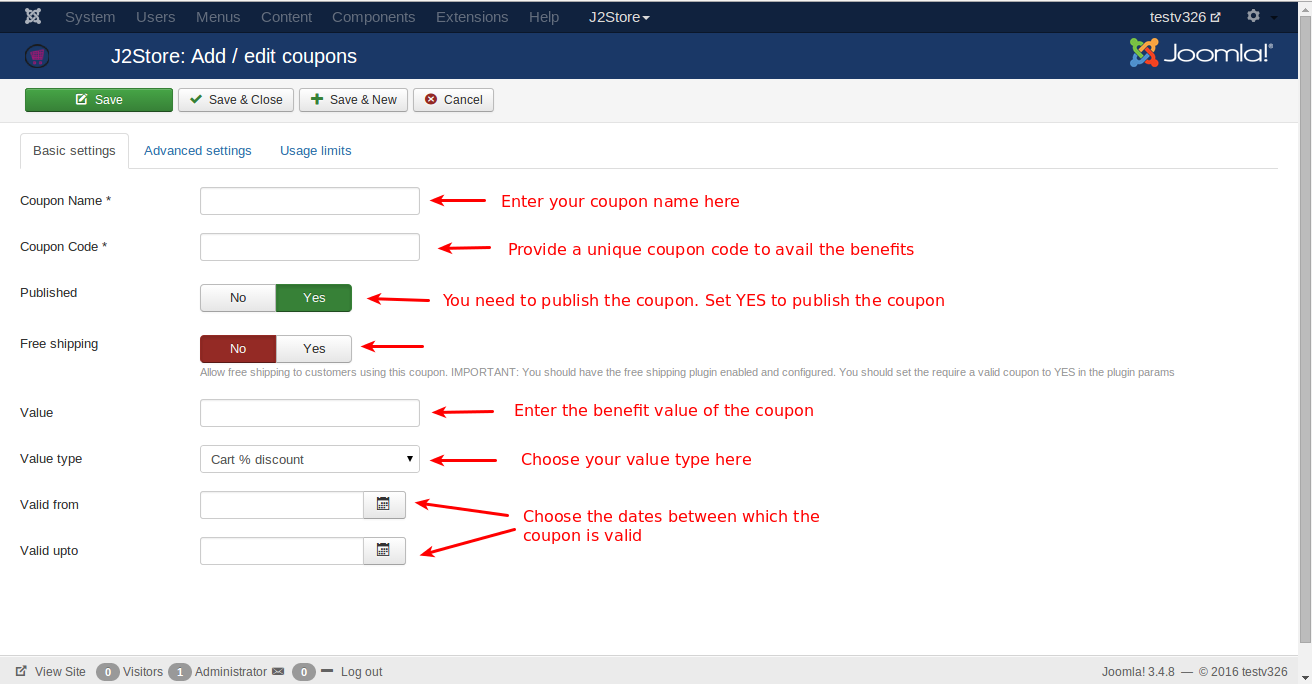 System Users Menus Content Components Extensions Help J2Store testv326
J2Store: Add / edit coupons Joomla!®
Save Save & Close Save & New Cancel
Basic settings Advanced settings Usage limits
Coupon Name * Enter your coupon name here
Coupon Code * Provide a unique coupon code to avail the benefits
Published No Yes You need to publish the coupon. Set YES to publish the coupon
Free shipping No Yes
Allow free shipping to customers using this coupon. IMPORTANT: You should have the free shipping plugin enabled and configured. You should set the require a valid coupon to YES in the plugin params
Value Enter the benefit value of the coupon
Value type Cart % discount Choose your value type here
Valid from Choose the dates between which the
coupon is valid
Valid upto
View Site 0 Visitors 1 Administrator 0 Log out Joomla! 3.4.8 — © 2016 testv326